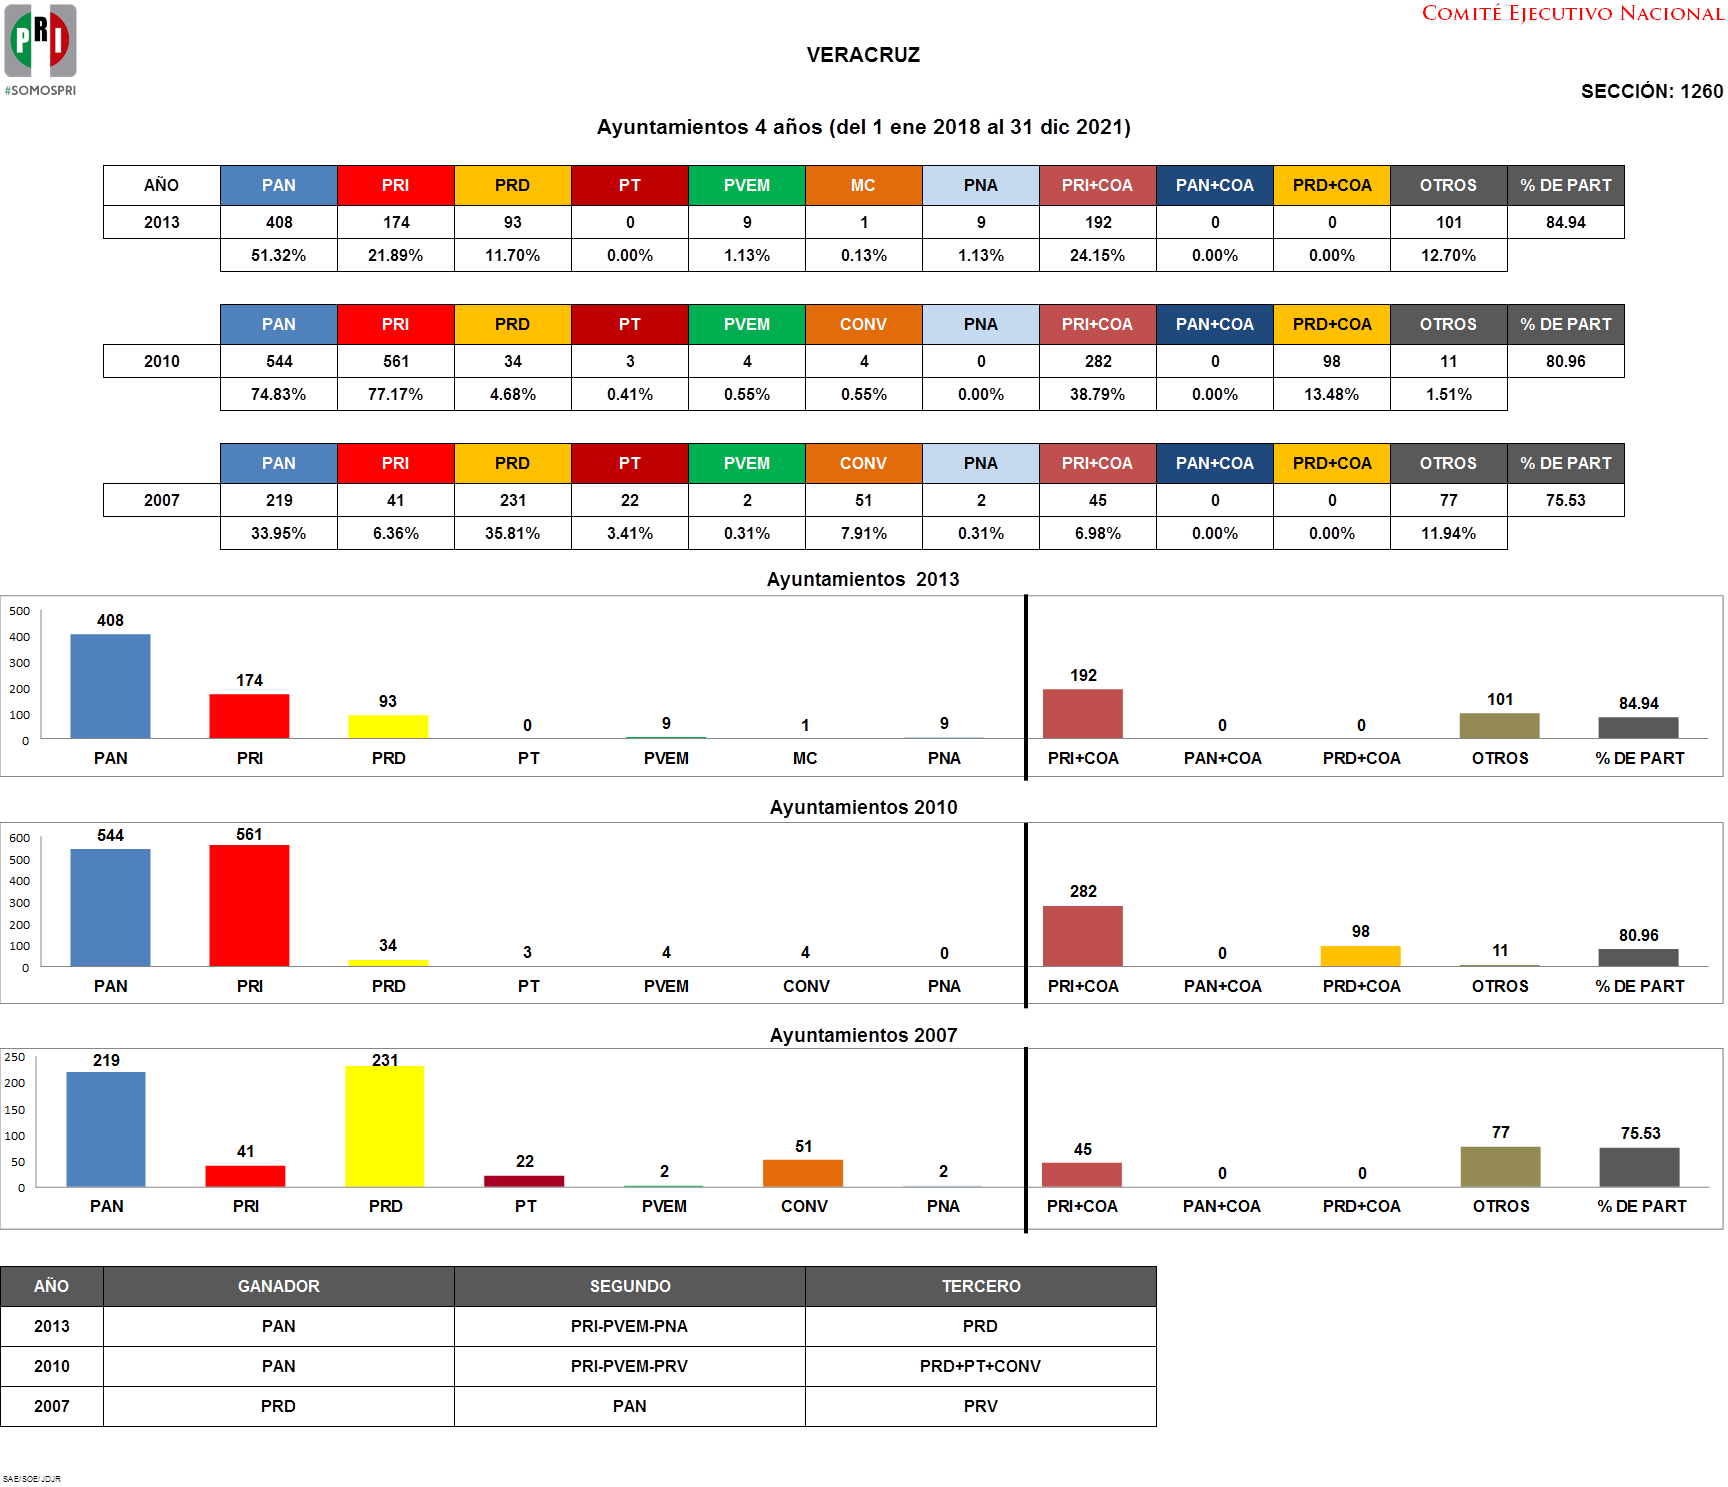 PRI
#SOMOSPRI
COMITÉ EJECUTIVO NACIONAL
VERACRUZ
SECCIÓN: 1260
Ayuntamientos 4 años (del 1 ene 2018 al 31 dic 2021)
AÑO PAN PRI PRD PT PVEM MC PNA PRI+COA PAN+COA PRD+COA OTROS % DE PART
2013 408 174 93 0 9 1 9 192 0 0 101 84.94
51.32% 21.89% 11.70% 0.00% 1.13% 0.13% 1.13% 24.15% 0.00% 0.00% 12.70%
PAN PRI PRD PT PVEM CONV PNA PRI+COA PAN+COA PRD+COA OTROS % DE PART
2010 544 561 34 3 4 4 0 282 0 98 11 80.96
74.83% 77.17% 4.68% 0.41% 0.55% 0.55% 0.00% 38.79% 0.00% 13.48% 1.51%
PAN PRI PRD PT PVEM CONV PNA PRI+COA PAN+COA PRD+COA OTROS % DE PART
2007 219 41 231 22 2 51 2 45 0 0 77 75.53
33.95% 6.36% 35.81% 3.41% 0.31% 7.91% 0.31% 6.98% 0.00% 0.00% 11.94%
Ayuntamientos 2013
500
400
300
200
100
0
408 174 93 0 9 1 9 192 0 0 101 84.94
PAN PRI PRD PT PVEM MC PNA PRI+COA PAN+COA PRD+COA OTROS % DE PART
Ayuntamientos 2010
600
500
400
300
200
100
0
544 561 34 3 4 4 0 282 0 98 11 80.96
PAN PRI PRD PT PVEM CONV PNA PRI+COA PAN+COA PRD+COA OTROS % DE PART
Ayuntamientos 2007
250
200
150
100
50
0
219 41 231 22 2 51 2 45 0 0 77 75.53
PAN PRI PRD PT PVEM CONV PNA PRI+COA PAN+COA PRD+COA OTROS % DE PART
AÑO GANADOR SEGUNDO TERCERO
2013 PAN PRI-PVEM-PNA PRD
2010 PAN PRI-PVEM-PRV PRD+PT+CONV
2007 PRD PAN PRV
SAE/SOE/JDJR